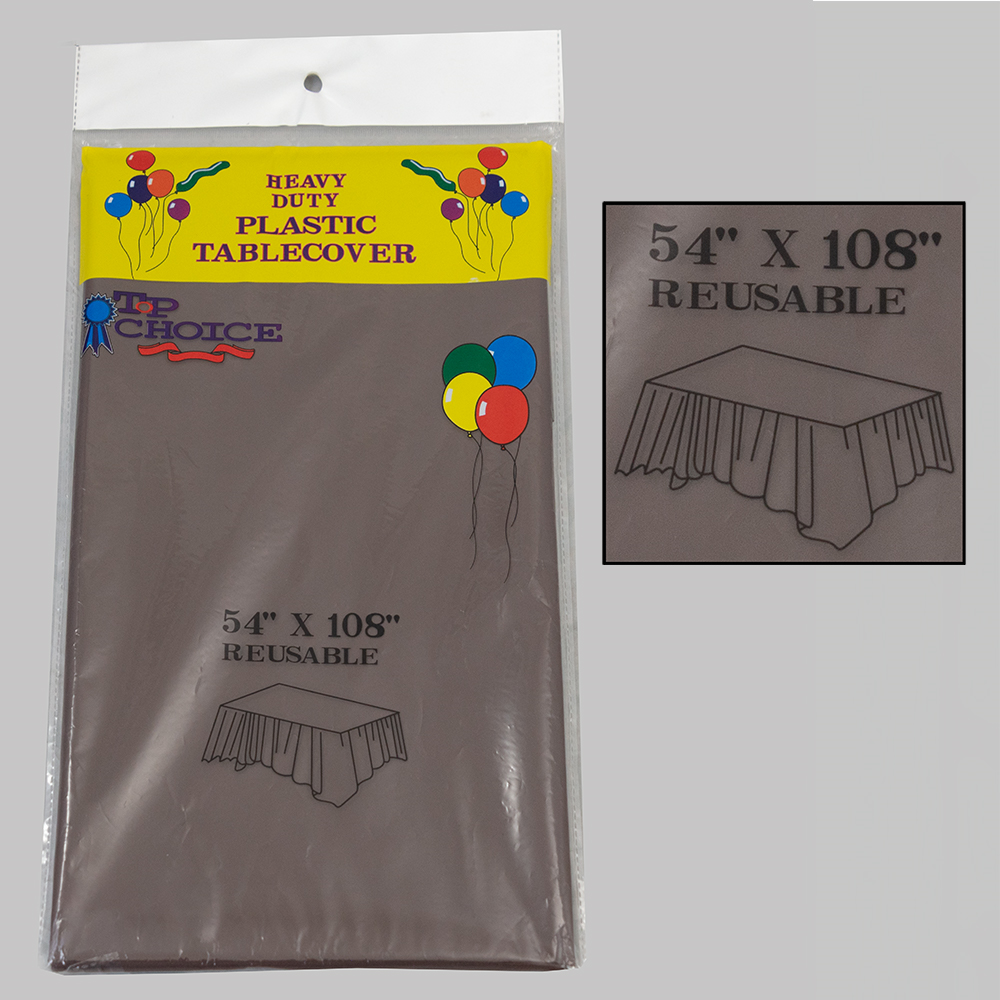 HEAVY
DUTY
PLASTIC
TABLECOVER
TOP
CHOICE
54" X 108"
REUSABLE
54" X 108"
REUSABLE